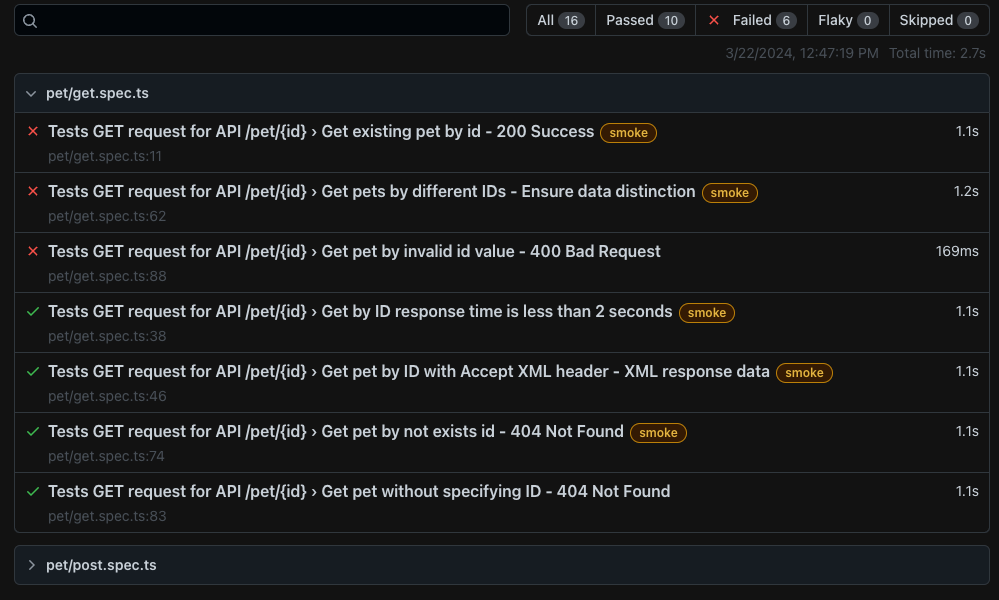 All 16 Passed 10 Failed 6 Flaky 0 Skipped 0
3/22/2024, 12:47:19 PM Total time: 2.7s
pet/get.spec.ts
Tests GET request for API /pet/{id} › Get existing pet by id - 200 Success smoke 1.1s
pet/get.spec.ts:11
Tests GET request for API /pet/{id} › Get pets by different IDs - Ensure data distinction smoke 1.2s
pet/get.spec.ts:62
Tests GET request for API /pet/{id} › Get pet by invalid id value - 400 Bad Request 169ms
pet/get.spec.ts:88
Tests GET request for API /pet/{id} › Get by ID response time is less than 2 seconds smoke 1.1s
pet/get.spec.ts:38
Tests GET request for API /pet/{id} › Get pet by ID with Accept XML header - XML response data smoke 1.1s
pet/get.spec.ts:46
Tests GET request for API /pet/{id} › Get pet by not exists id - 404 Not Found smoke 1.1s
pet/get.spec.ts:74
Tests GET request for API /pet/{id} › Get pet without specifying ID - 404 Not Found 1.1s
pet/get.spec.ts:83
pet/post.spec.ts